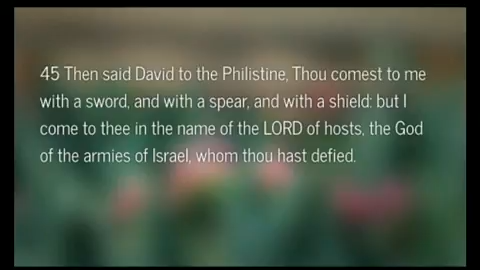 45 Then said David to the Philistine, Thou comest to me
with a sword, and with a spear, and with a shield: but I
come to thee in the name of the LORD of hosts, the God
of the armies of Israel, whom thou hast defied.